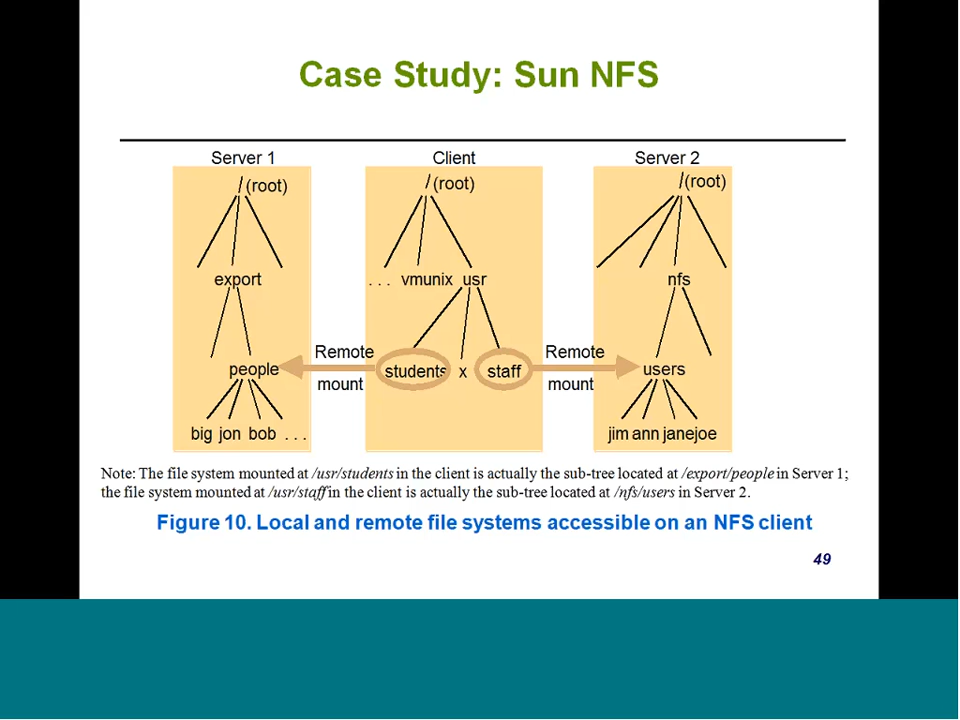 Case Study: Sun NFS
Server 1 Client Server 2
/ (root) / (root) / (root)
export . . . vmunix usr nfs
Remote Remote
people students x staff users
mount mount
big jon bob . . . jim ann jane joe
Note: The file system mounted at /usr/students in the client is actually the sub-tree located at /export/people in Server 1;
the file system mounted at /usr/staff in the client is actually the sub-tree located at /nfs/users in Server 2.
Figure 10. Local and remote file systems accessible on an NFS client
49